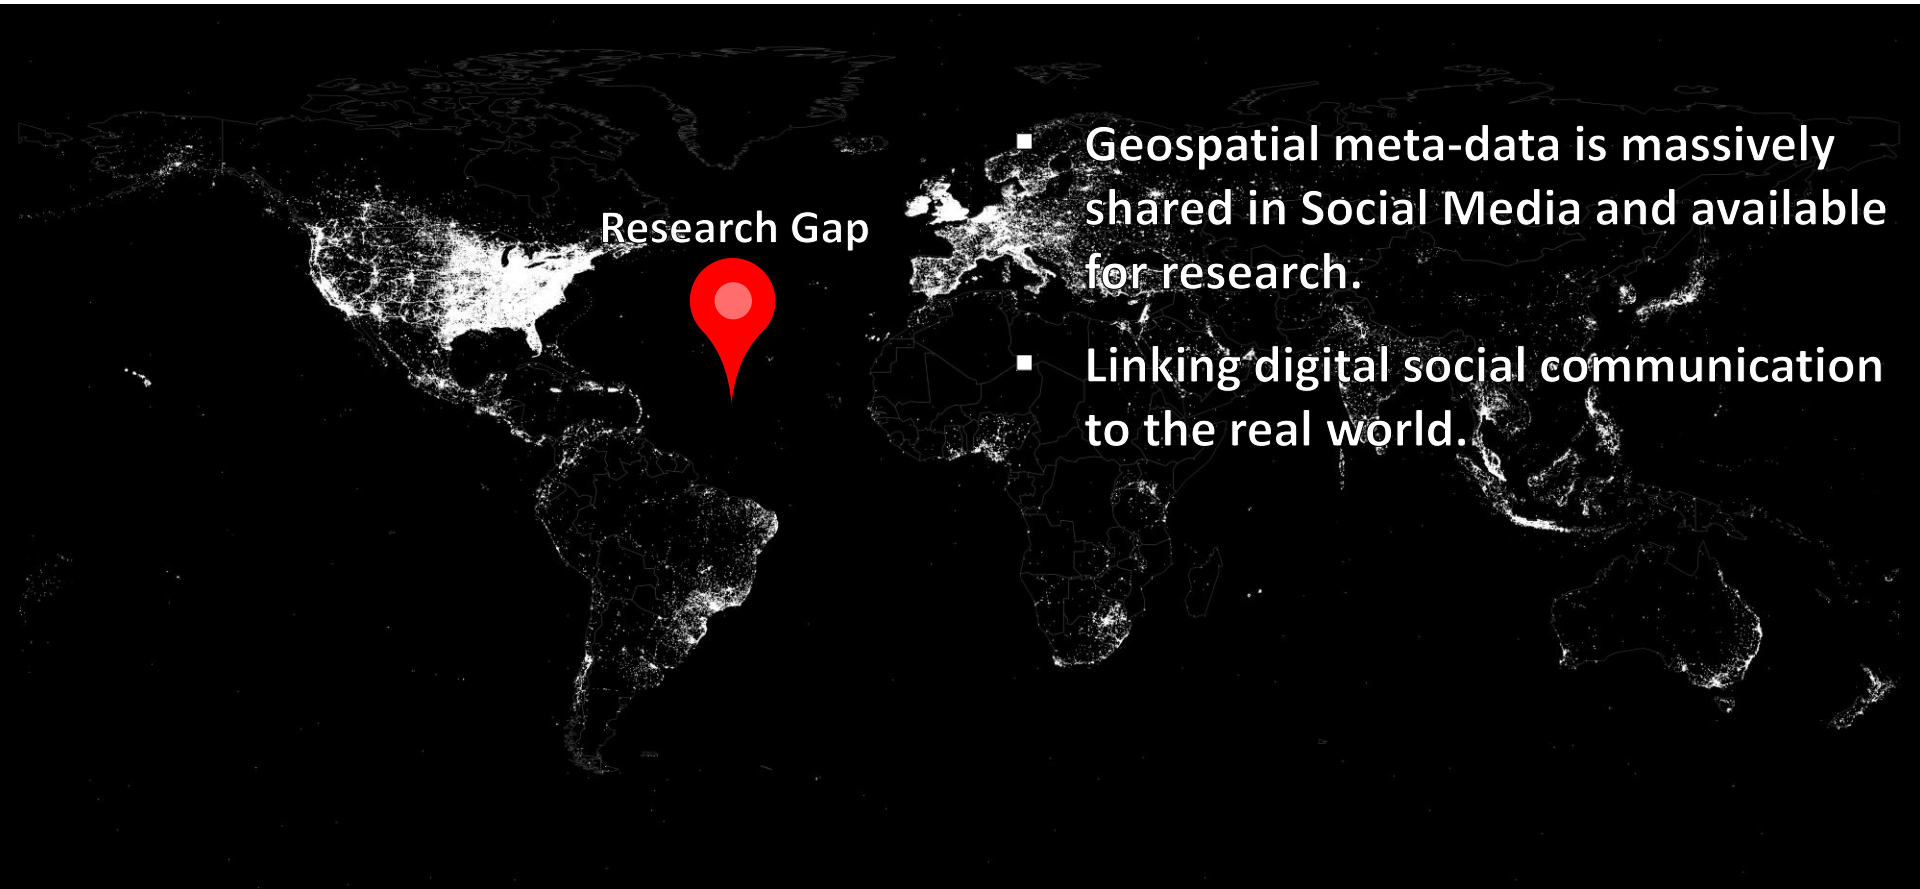 Research Gap
▪ Geospatial meta-data is massively
shared in Social Media and available
for research.
▪ Linking digital social communication
to the real world.